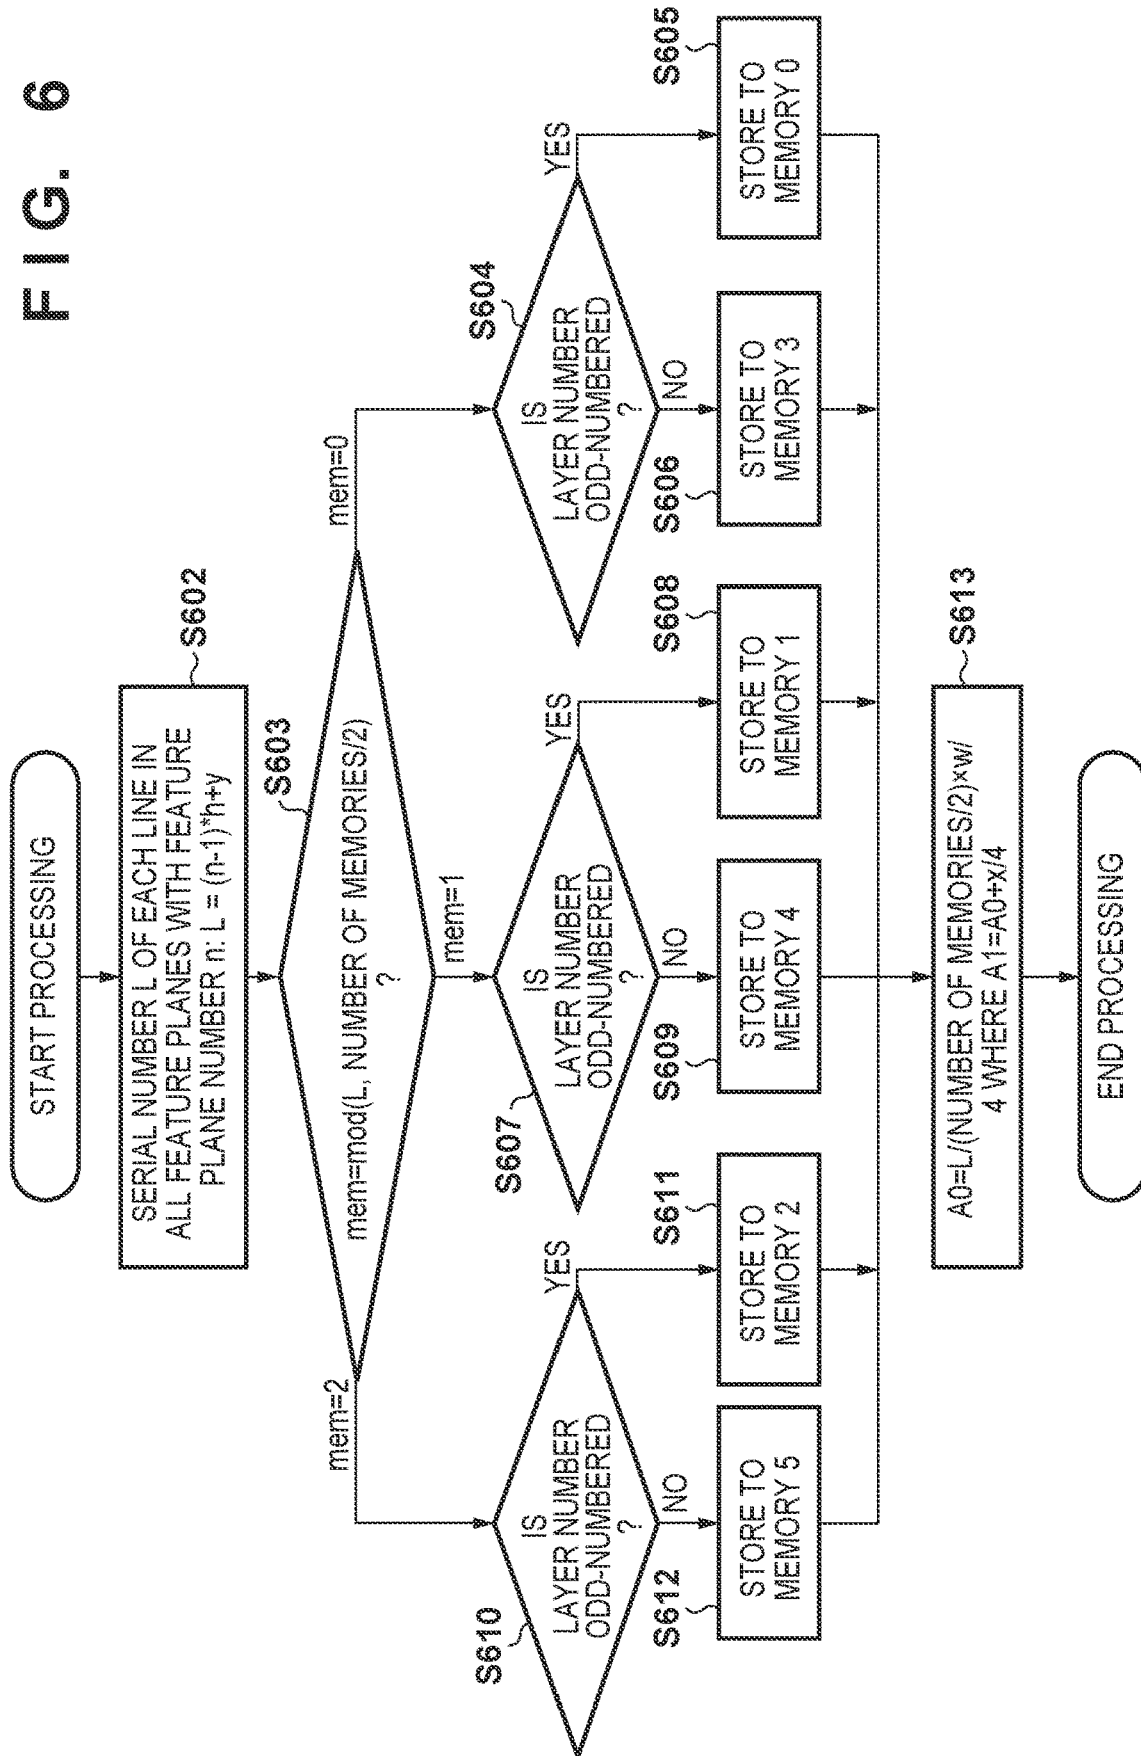 FIG. 6
START PROCESSING
SERIAL NUMBER L OF EACH LINE IN
ALL FEATURE PLANES WITH FEATURE
PLANE NUMBER n: L = (n-1)*h+y
S602
mem=mod(L, NUMBER OF MEMORIES/2)
?
S603
mem=2
mem=1
mem=0
IS
LAYER NUMBER
ODD-NUMBERED
?
S610
YES
NO
IS
LAYER NUMBER
ODD-NUMBERED
?
S607
YES
NO
IS
LAYER NUMBER
ODD-NUMBERED
?
S604
YES
NO
STORE TO
MEMORY 5
S612
STORE TO
MEMORY 2
S611
STORE TO
MEMORY 4
S609
STORE TO
MEMORY 1
S608
STORE TO
MEMORY 3
S606
STORE TO
MEMORY 0
S605
A0=L/(NUMBER OF MEMORIES/2)×w/
4 WHERE A1=A0+x/4
S613
END PROCESSING